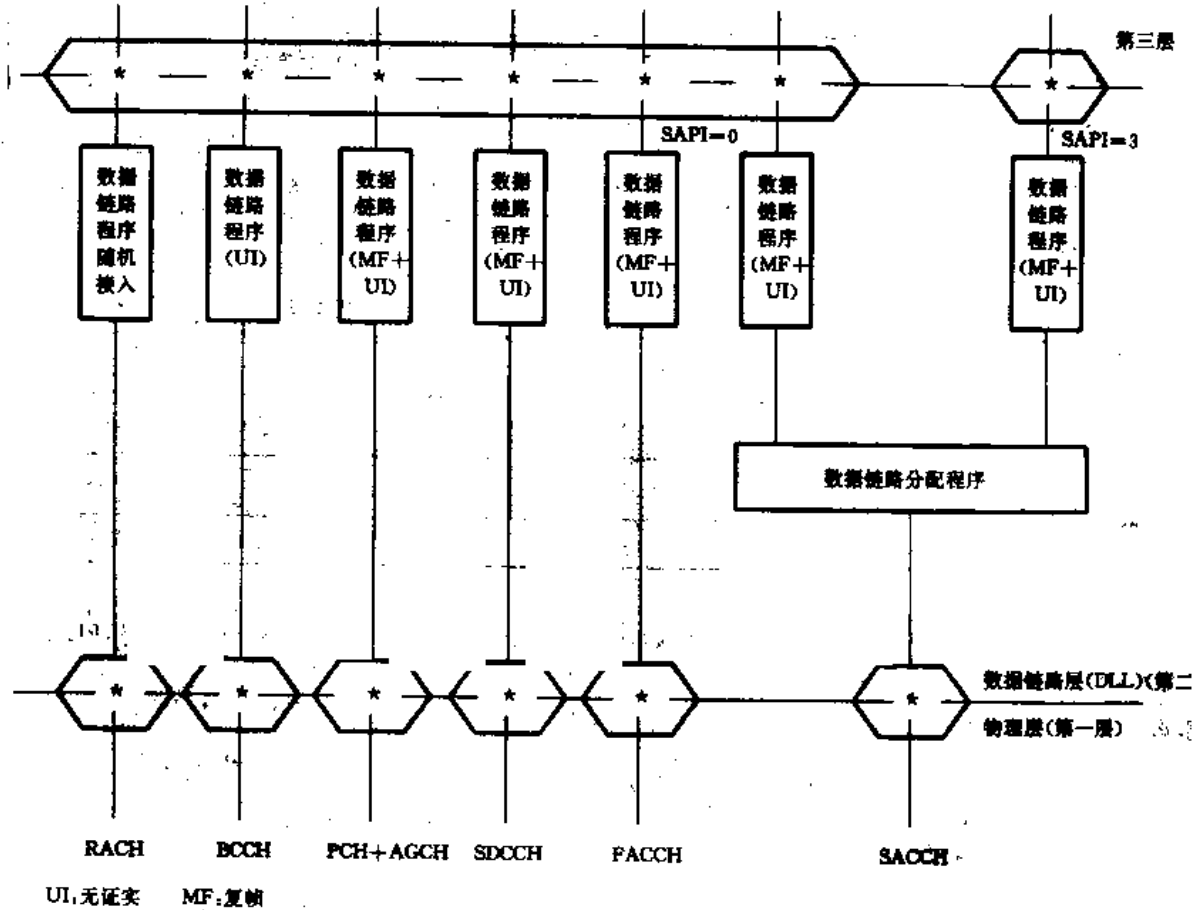 第三层
SAPI=0
SAPI=3
数据
链路
程序
随机
接入
数据
链路
程序
(UI)
数据
链路
程序
(MF+
UI)
数据
链路
程序
(MF+
UI)
数据
链路
程序
(MF+
UI)
数据
链路
程序
(MF+
UI)
数据
链路
程序
(MF+
UI)
数据链路分配程序
数据链路层(DLL)(第二
物理层(第一层)
RACH
BCCH
PCH+AGCH
SDCCH
FACCH
SACCH
UI:无证实 MF:复帧